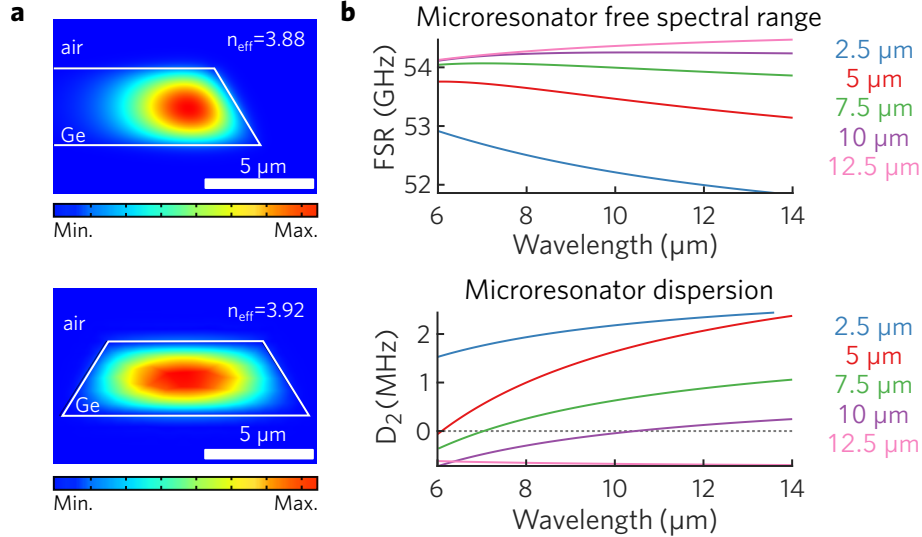 a
air
n_eff=3.88
Ge
5 µm
Min.
Max.
air
n_eff=3.92
Ge
5 µm
Min.
Max.
b
Microresonator free spectral range
FSR (GHz)
54
53
52
6 8 10 12 14
Wavelength (µm)
2.5 µm
5 µm
7.5 µm
10 µm
12.5 µm
Microresonator dispersion
D₂ (MHz)
2
1
0
6 8 10 12 14
Wavelength (µm)
2.5 µm
5 µm
7.5 µm
10 µm
12.5 µm